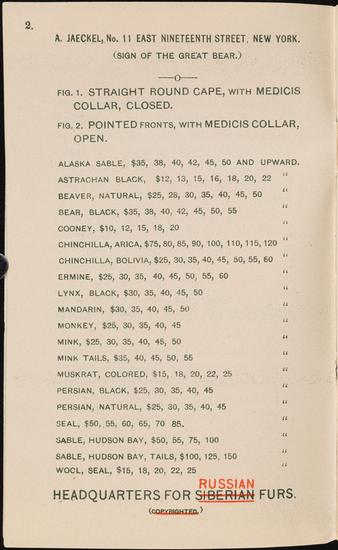 2.
A. JAECKEL, No. 11 EAST NINETEENTH STREET, NEW YORK.
(SIGN OF THE GREAT BEAR.)
FIG. 1. STRAIGHT ROUND CAPE, WITH MEDICIS
COLLAR, CLOSED.
FIG. 2. POINTED FRONTS, WITH MEDICIS COLLAR,
OPEN.
ALASKA SABLE, $35, 38, 40, 42, 45, 50 AND UPWARD.
ASTRACHAN BLACK, $12, 13, 15, 16, 18, 20, 22 "
BEAVER, NATURAL, $25, 28, 30, 35, 40, 45, 50 "
BEAR, BLACK, $35, 38, 40, 42, 45, 50, 55 "
COONEY, $10, 12, 15, 18, 20 "
CHINCHILLA, ARICA, $75, 80, 85, 90, 100, 110, 115, 120 "
CHINCHILLA, BOLIVIA, $25, 30, 35, 40, 45, 50, 55, 60 "
ERMINE, $25, 30, 35, 40, 45, 50, 55, 60 "
LYNX, BLACK, $30, 35, 40, 45, 50 "
MANDARIN, $30, 35, 40, 45, 50 "
MONKEY, $25, 30, 35, 40, 45 "
MINK, $25, 30, 35, 40, 45, 50 "
MINK TAILS, $35, 40, 45, 50, 55 "
MUSKRAT, COLORED, $15, 18, 20, 22, 25 "
PERSIAN, BLACK, $25, 30, 35, 40, 45 "
PERSIAN, NATURAL, $25, 30, 35, 40, 45 "
SEAL, $50, 55, 60, 65, 70 85. "
SABLE, HUDSON BAY, $50, 55, 75, 100 "
SABLE, HUDSON BAY, TAILS, $100, 125, 150 "
WOCL, SEAL, $15, 18, 20, 22, 25 "
RUSSIAN
HEADQUARTERS FOR SIBERIAN FURS.
(COPYRIGHTED.)